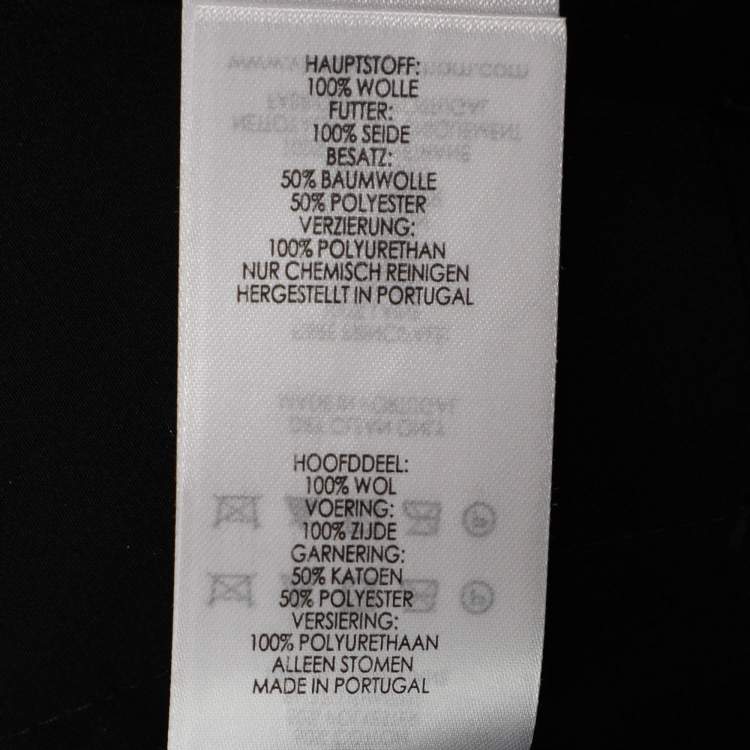 HAUPTSTOFF:
100% WOLLE
FUTTER:
100% SEIDE
BESATZ:
50% BAUMWOLLE
50% POLYESTER
VERZIERUNG:
100% POLYURETHAN
NUR CHEMISCH REINIGEN
HERGESTELLT IN PORTUGAL
HOOFDDEEL:
100% WOL
VOERING:
100% ZIJDE
GARNERING:
50% KATOEN
50% POLYESTER
VERSIERING:
100% POLYURETHAAN
ALLEEN STOMEN
MADE IN PORTUGAL